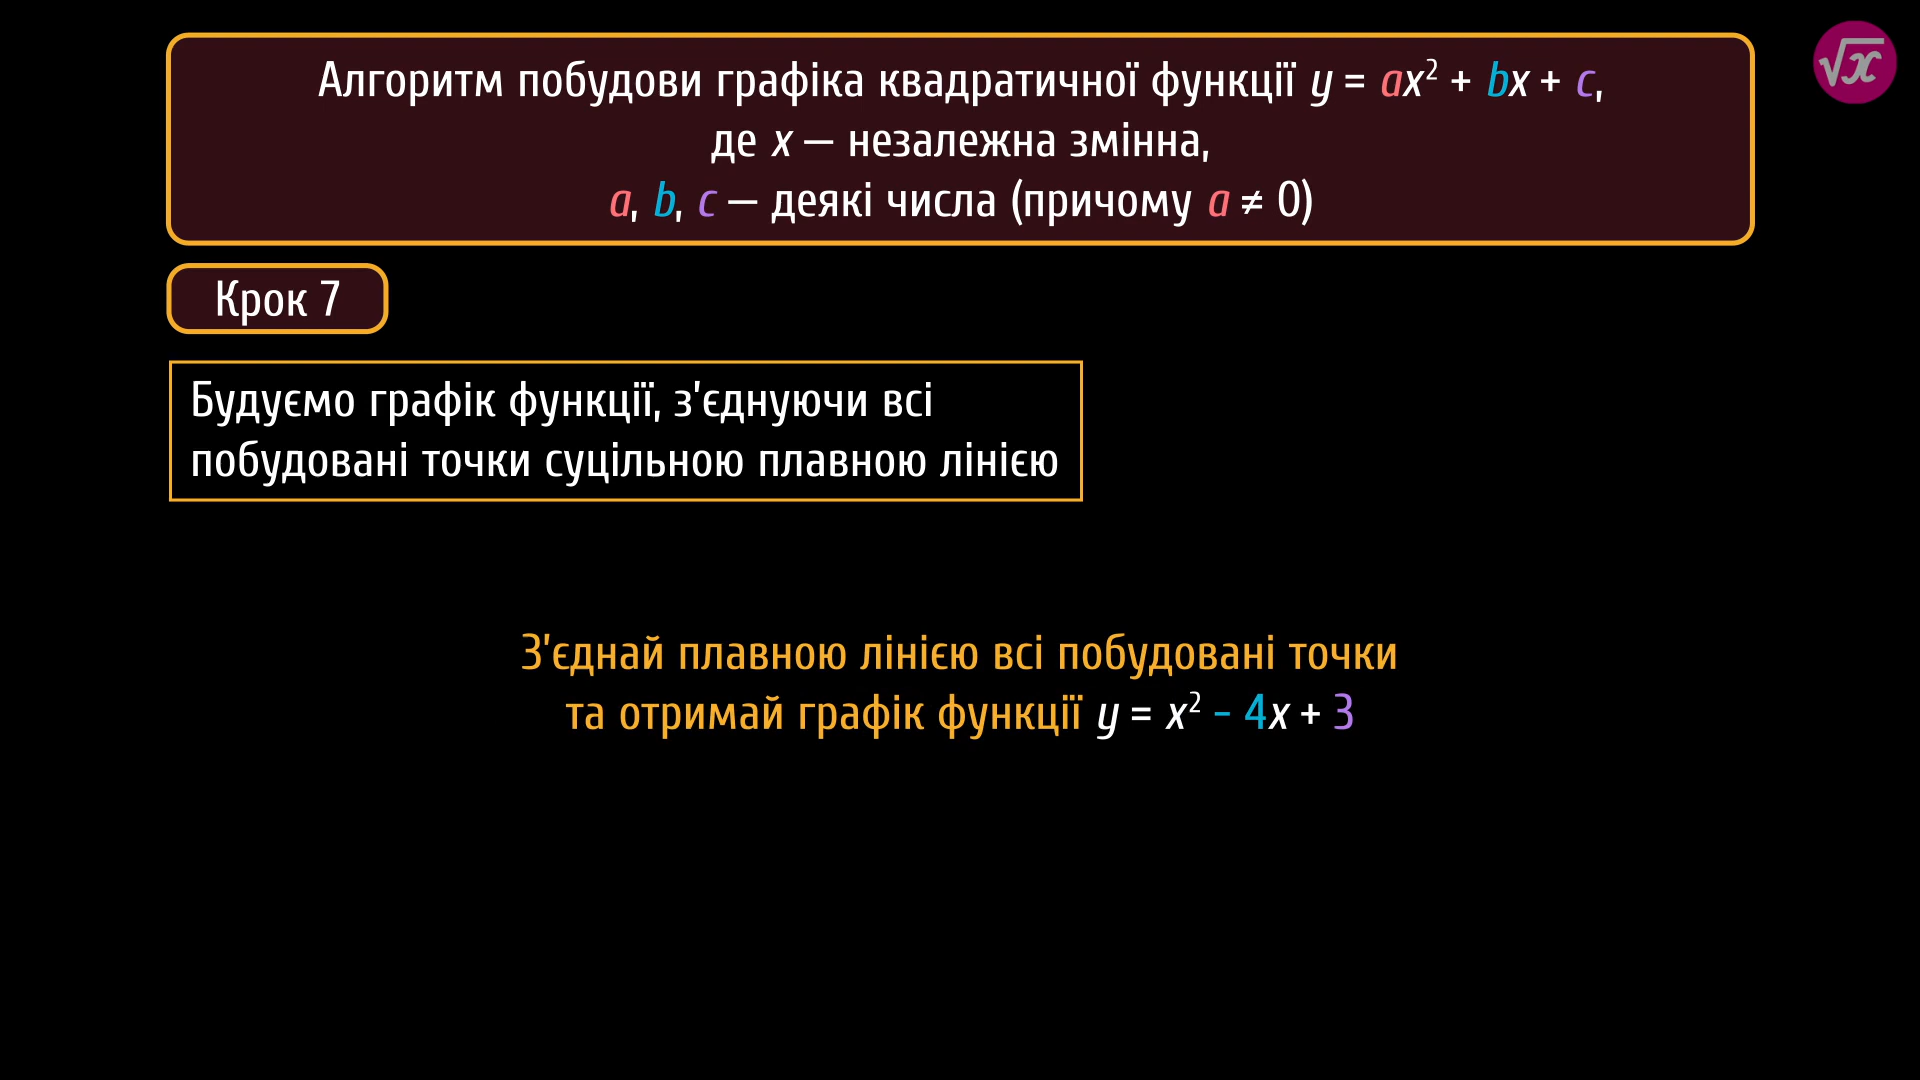 Алгоритм побудови графіка квадратичної функції y = ax² + bx + c,
де x — незалежна змінна,
a, b, c — деякі числа (причому a ≠ 0)
√x
Крок 7
Будуємо графік функції, з'єднуючи всі
побудовані точки суцільною плавною лінією
З'єднай плавною лінією всі побудовані точки
та отримай графік функції y = x² - 4x + 3